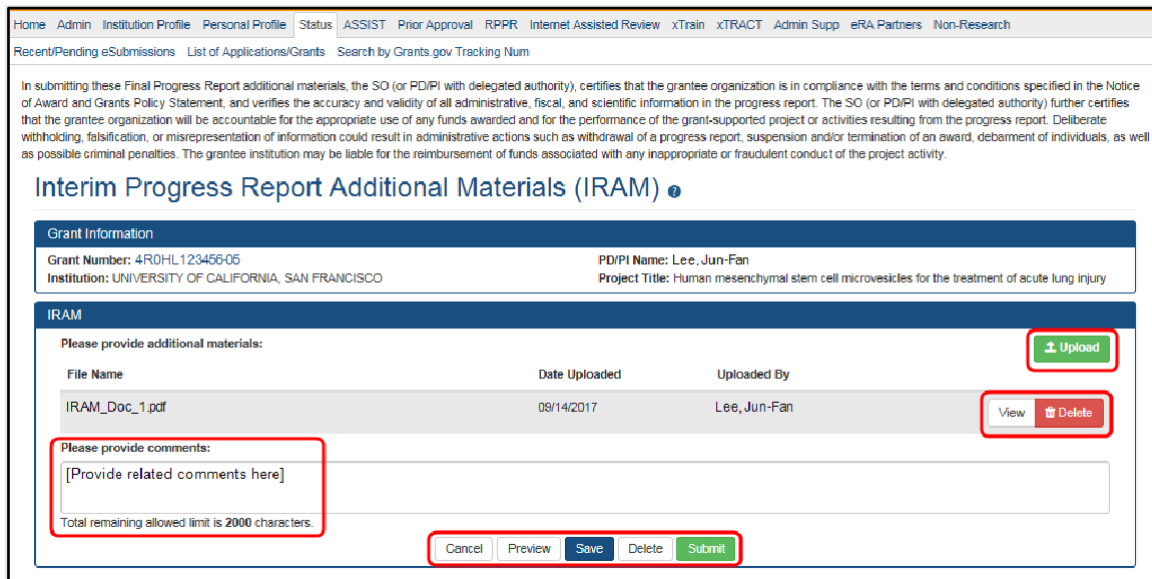 Home Admin Institution Profile Personal Profile Status ASSIST Prior Approval RPPR Internet Assisted Review xTrain xTRACT Admin Supp eRA Partners Non-Research
Recent/Pending eSubmissions List of Applications/Grants Search by Grants.gov Tracking Num
In submitting these Final Progress Report additional materials, the SO (or PD/PI with delegated authority), certifies that the grantee organization is in compliance with the terms and conditions specified in the Notice
of Award and Grants Policy Statement, and verifies the accuracy and validity of all administrative, fiscal, and scientific information in the progress report. The SO (or PD/PI with delegated authority) further certifies
that the grantee organization will be accountable for the appropriate use of any funds awarded and for the performance of the grant-supported project or activities resulting from the progress report. Deliberate
withholding, falsification, or misrepresentation of information could result in administrative actions such as withdrawal of a progress report, suspension and/or termination of an award, debarment of individuals, as well
as possible criminal penalties. The grantee institution may be liable for the reimbursement of funds associated with any inappropriate or fraudulent conduct of the project activity.
Interim Progress Report Additional Materials (IRAM) ?
Grant Information
Grant Number: 4R0HL123456-05 PD/PI Name: Lee, Jun-Fan
Institution: UNIVERSITY OF CALIFORNIA, SAN FRANCISCO Project Title: Human mesenchymal stem cell microvesicles for the treatment of acute lung injury
IRAM
Please provide additional materials: Upload
File Name Date Uploaded Uploaded By
IRAM_Doc_1.pdf 09/14/2017 Lee, Jun-Fan View Delete
Please provide comments:
[Provide related comments here]
Total remaining allowed limit is 2000 characters.
Cancel Preview Save Delete Submit